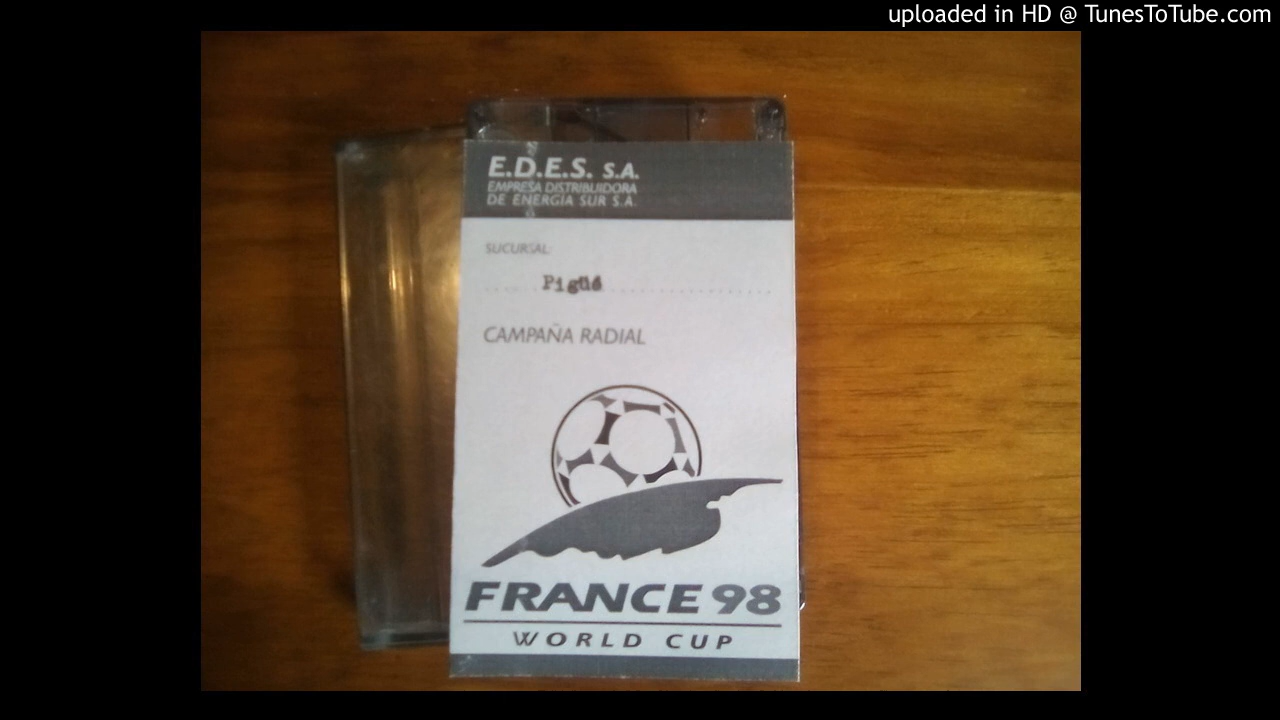 uploaded in HD @ TunesToTube.com
E.D.E.S. S.A.
EMPRESA DISTRIBUIDORA
DE ENERGIA SUR S.A.
SUCURSAL:
Pigüé
CAMPAÑA RADIAL
FRANCE 98
WORLD CUP